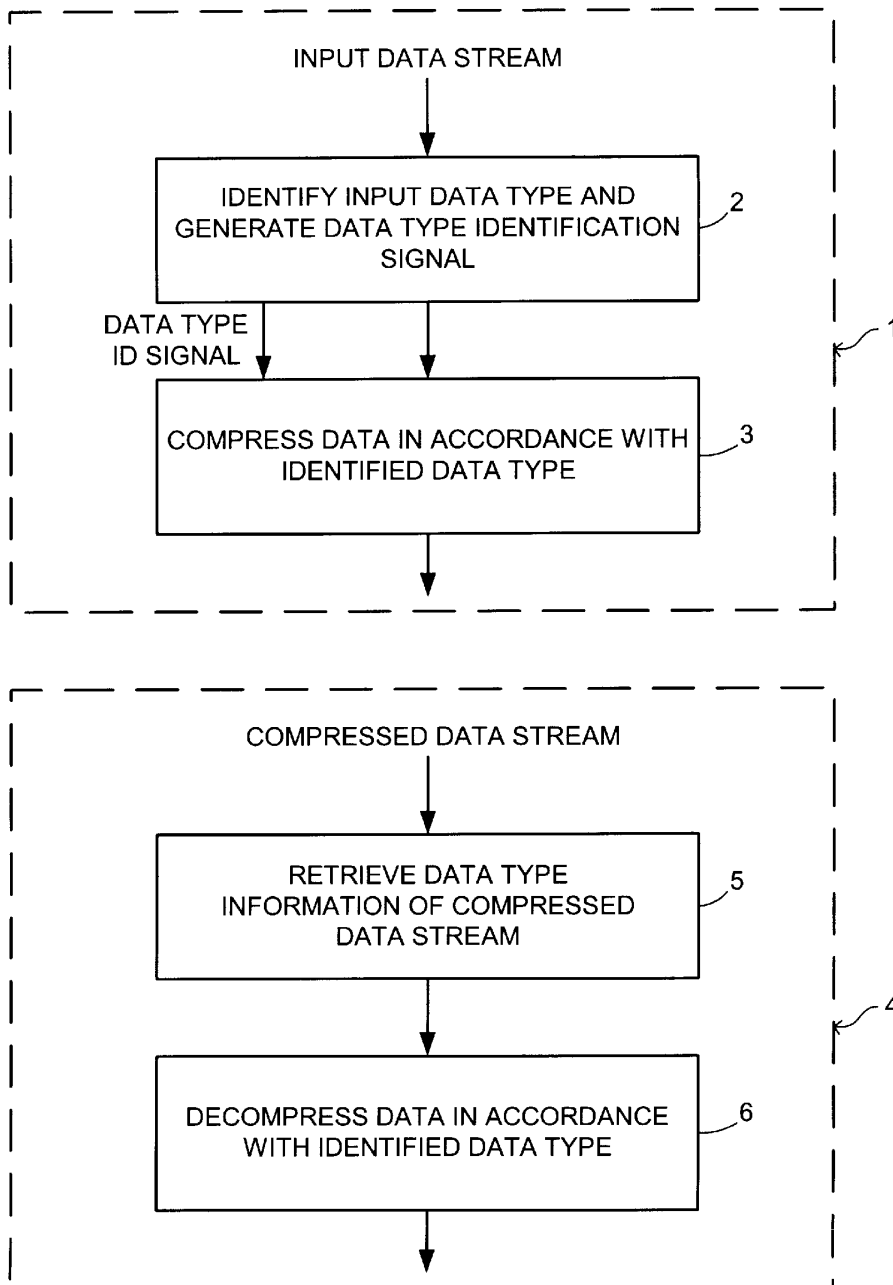 INPUT DATA STREAM
IDENTIFY INPUT DATA TYPE AND
GENERATE DATA TYPE IDENTIFICATION
SIGNAL
2
DATA TYPE
ID SIGNAL
1
COMPRESS DATA IN ACCORDANCE WITH
IDENTIFIED DATA TYPE
3
COMPRESSED DATA STREAM
RETRIEVE DATA TYPE
INFORMATION OF COMPRESSED
DATA STREAM
5
4
DECOMPRESS DATA IN ACCORDANCE
WITH IDENTIFIED DATA TYPE
6